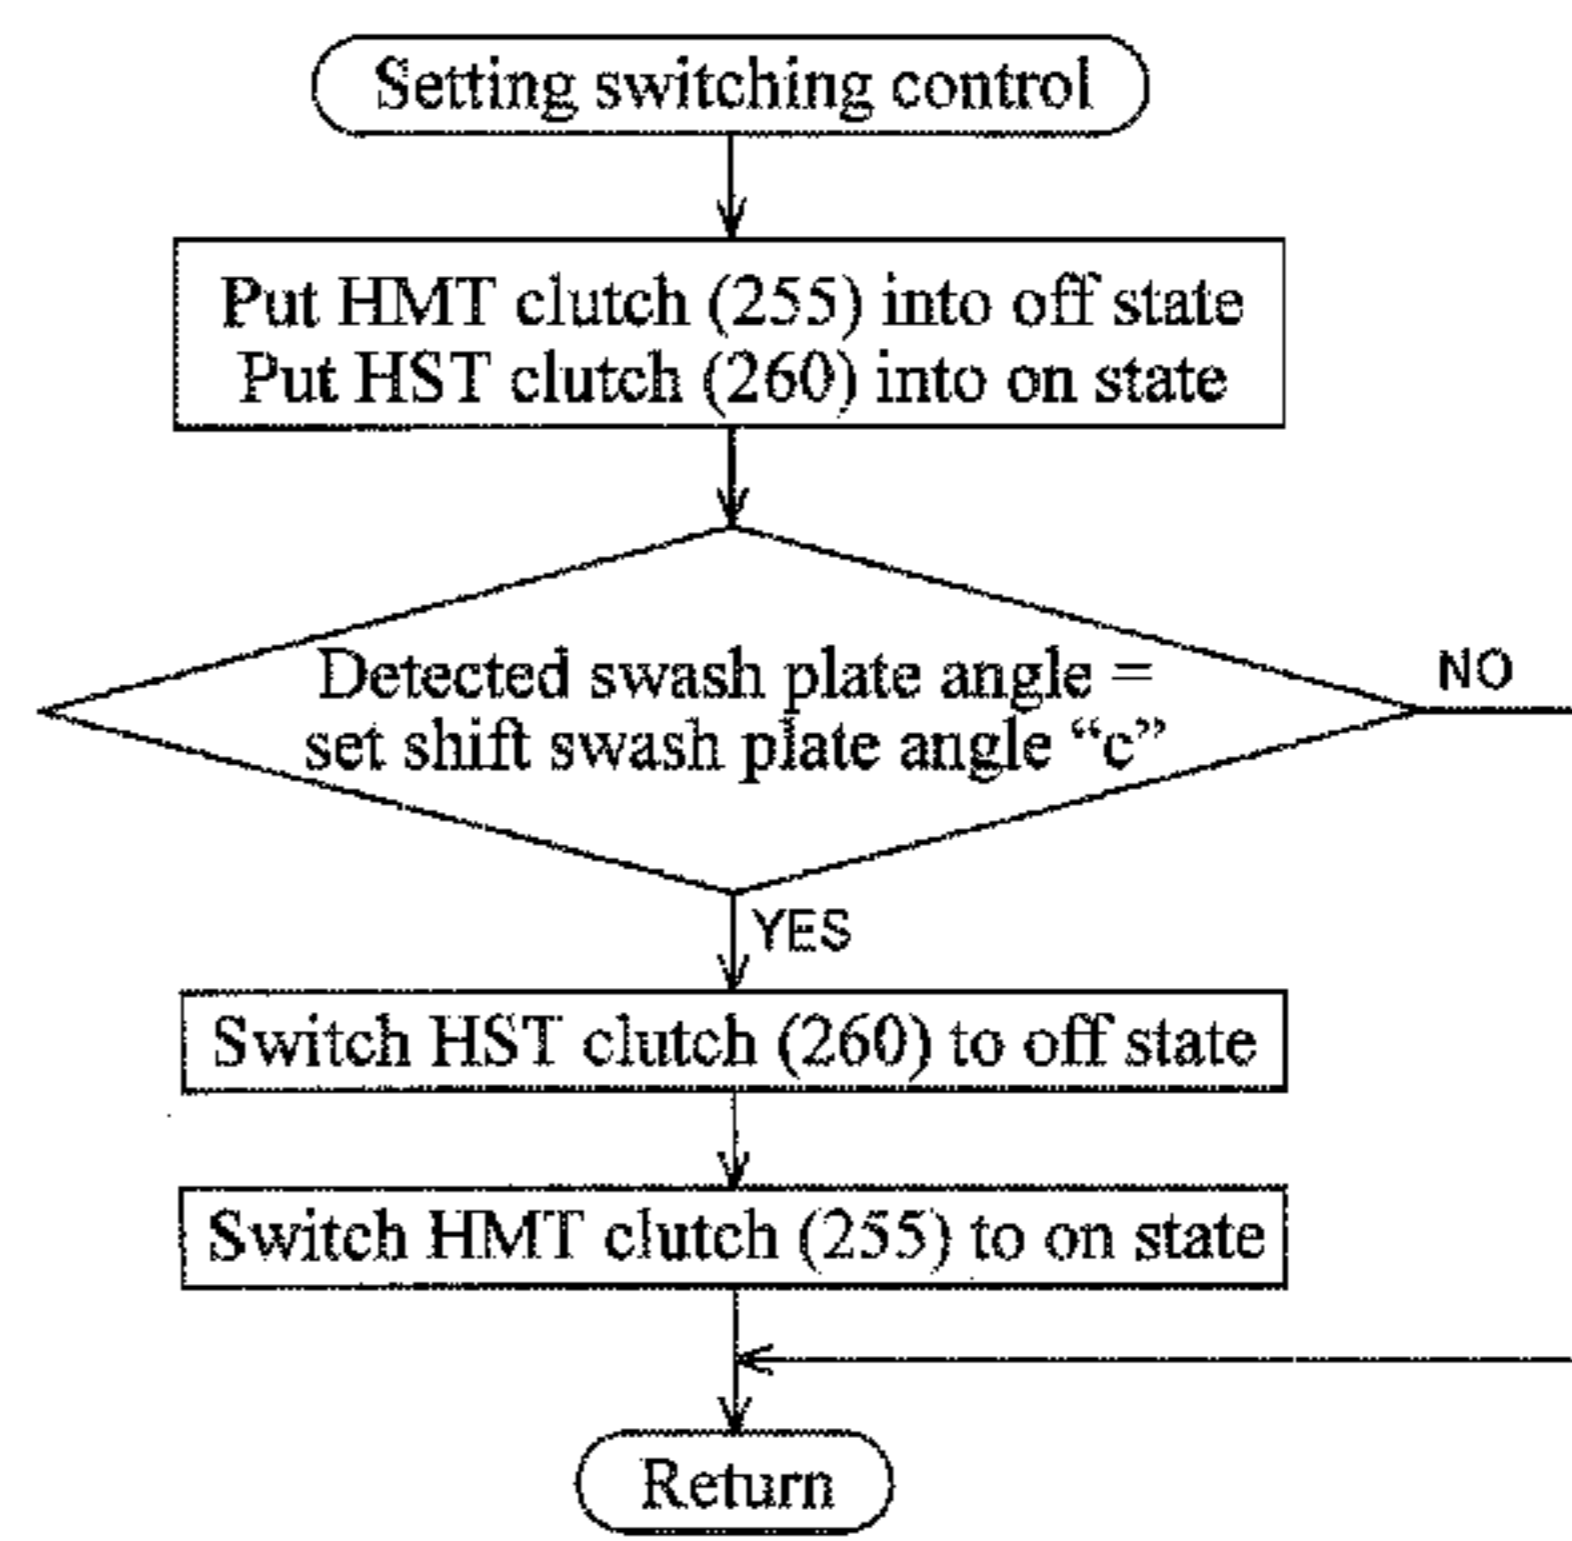 Setting switching control
Put HMT clutch (255) into off state
Put HST clutch (260) into on state
Detected swash plate angle =
set shift swash plate angle “c”
NO
YES
Switch HST clutch (260) to off state
Switch HMT clutch (255) to on state
Return